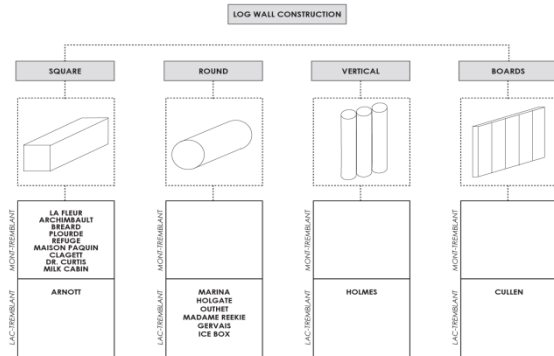 LOG WALL CONSTRUCTION
SQUARE
ROUND
VERTICAL
BOARDS
MONT-TREMBLANT
LA FLEUR
ARCHIMBAULT
BREARD
PLOURDE
REFUGE
MAISON PAQUIN
CLAGETT
DR. CURTIS
MILK CABIN
MONT-TREMBLANT
MONT-TREMBLANT
MONT-TREMBLANT
LAC-TREMBLANT
ARNOTT
LAC-TREMBLANT
MARINA
HOLGATE
OUTHET
MADAME REEKIE
GERVAIS
ICE BOX
LAC-TREMBLANT
HOLMES
LAC-TREMBLANT
CULLEN